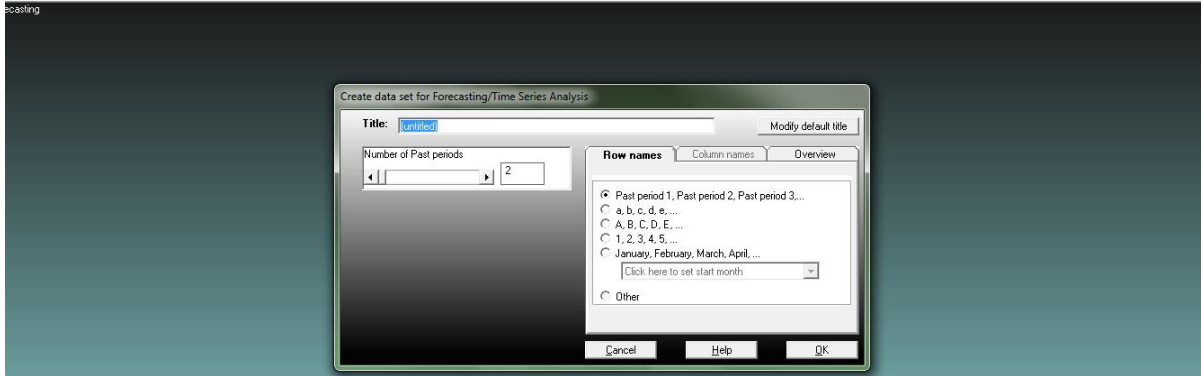 ecasting
Create data set for Forecasting/Time Series Analysis
Title: (untitled)
Modify default title
Number of Past periods
2
Row names Column names Overview
Past period 1, Past period 2, Past period 3,...
a, b, c, d, e, ...
A, B, C, D, E, ...
1, 2, 3, 4, 5, ...
January, February, March, April, ...
Click here to set start month
Other
Cancel Help OK